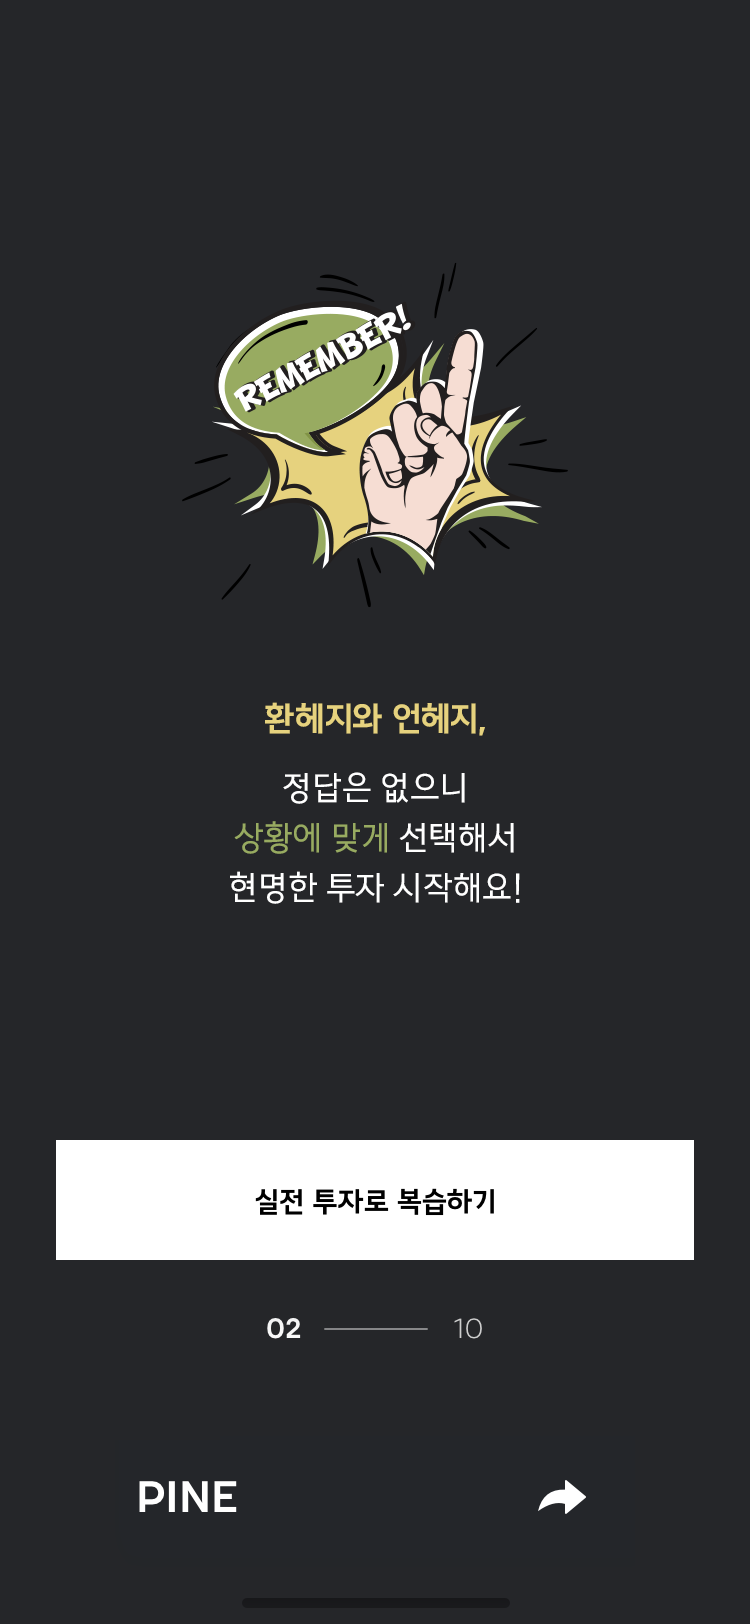 REMEMBER!
환헤지와 언헤지,
정답은 없으니
상황에 맞게 선택해서
현명한 투자 시작해요!
실전 투자로 복습하기
02 10
PINE